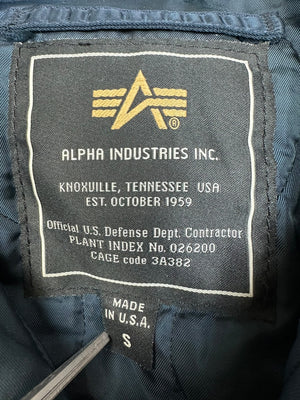 ®
ALPHA INDUSTRIES INC.
KNOXVILLE, TENNESSEE USA
EST. OCTOBER 1959
Official U.S. Defense Dept. Contractor
PLANT INDEX No. 026200
CAGE code 3A382
MADE
IN U.S.A.
S